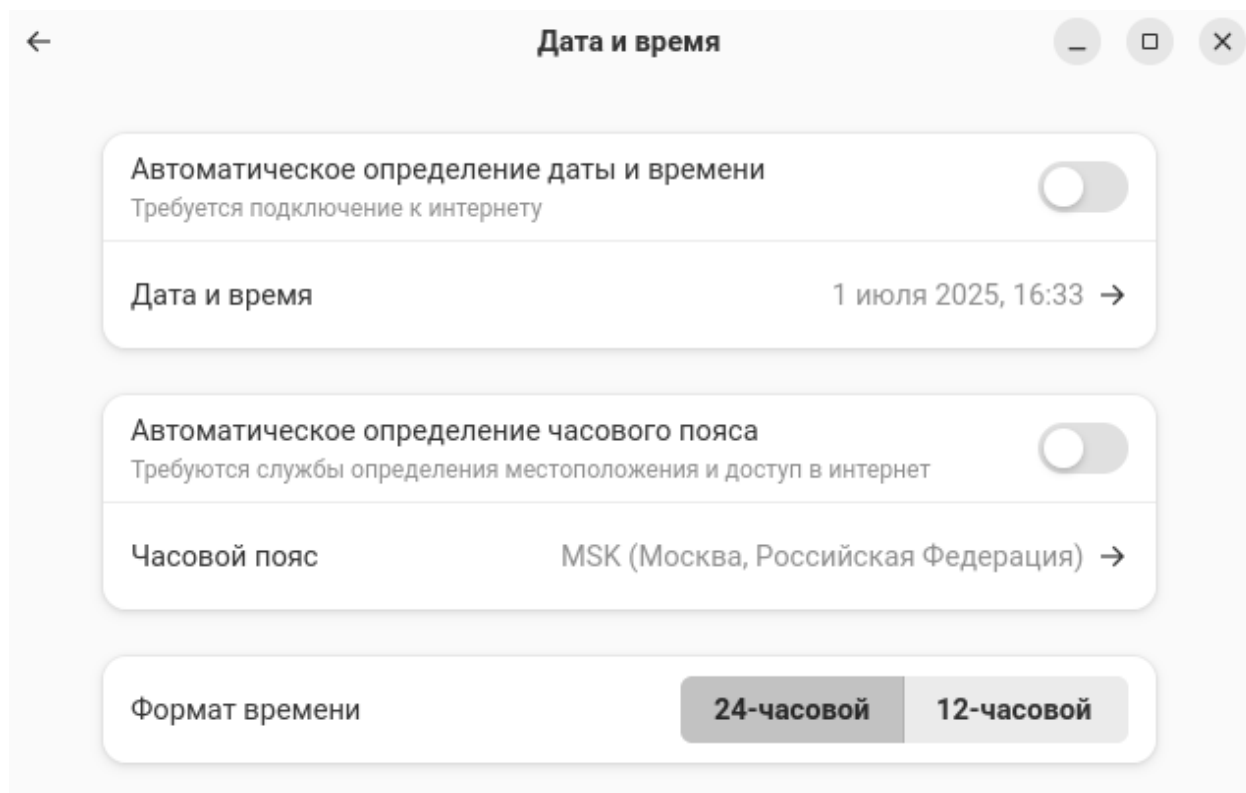 Дата и время
Автоматическое определение даты и времени
Требуется подключение к интернету
Дата и время 1 июля 2025, 16:33
Автоматическое определение часового пояса
Требуются службы определения местоположения и доступ в интернет
Часовой пояс MSK (Москва, Российская Федерация)
Формат времени 24-часовой 12-часовой